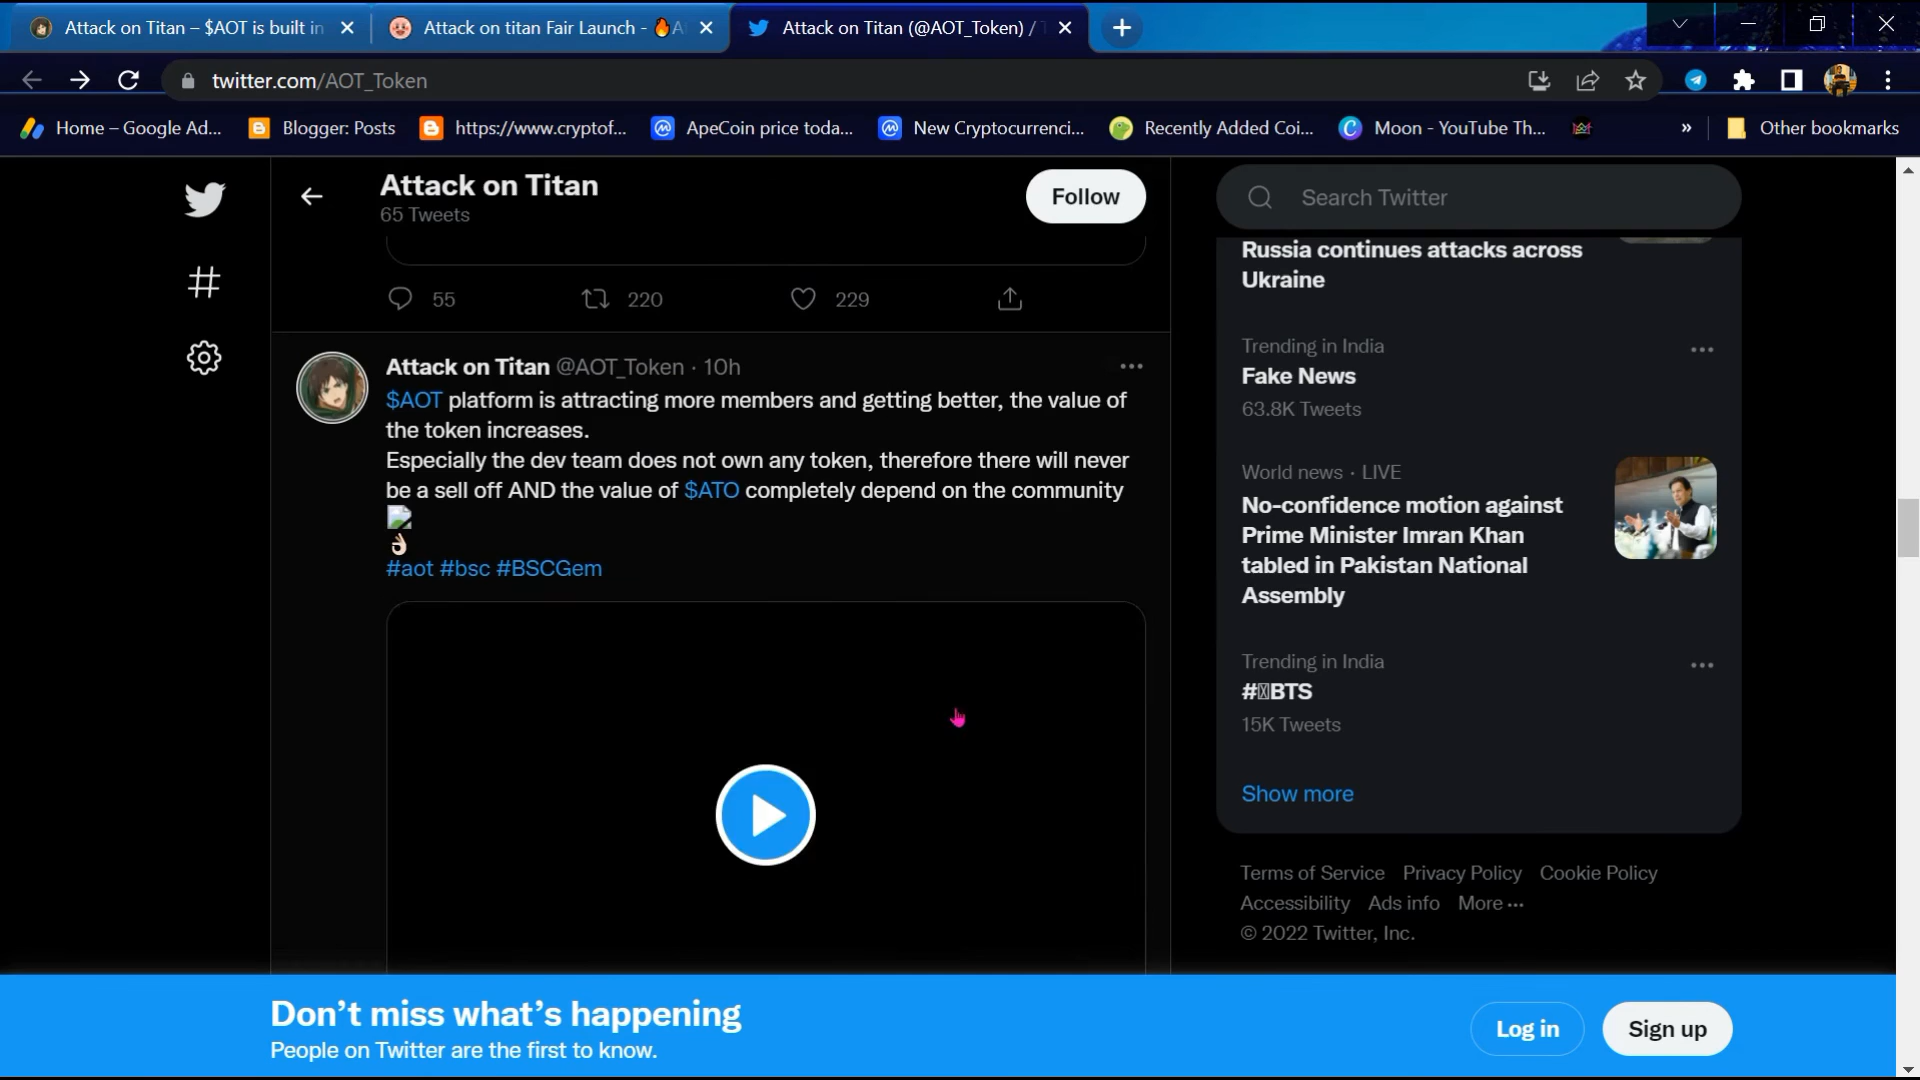 Attack on Titan – $AOT is built in
Attack on titan Fair Launch - 🔥A
Attack on Titan (@AOT_Token) / T
twitter.com/AOT_Token
Home – Google Ad...
Blogger: Posts
https://www.cryptof...
ApeCoin price toda...
New Cryptocurrenci...
Recently Added Coi...
Moon - YouTube Th...
»
Other bookmarks
Attack on Titan
65 Tweets
Follow
55
220
229
Attack on Titan @AOT_Token · 10h
$AOT platform is attracting more members and getting better, the value of
the token increases.
Especially the dev team does not own any token, therefore there will never
be a sell off AND the value of $ATO completely depend on the community
👌🏻
#aot #bsc #BSCGem
Search Twitter
Russia continues attacks across
Ukraine
Trending in India
Fake News
63.8K Tweets
World news · LIVE
No-confidence motion against
Prime Minister Imran Khan
tabled in Pakistan National
Assembly
Trending in India
#▯BTS
15K Tweets
Show more
Terms of Service Privacy Policy Cookie Policy
Accessibility Ads info More ···
© 2022 Twitter, Inc.
Don’t miss what’s happening
People on Twitter are the first to know.
Log in
Sign up